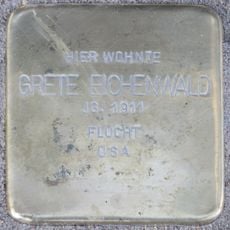 HIER WOHNTE
GRETE EICHENWALD
JG. 1911
FLUCHT
USA